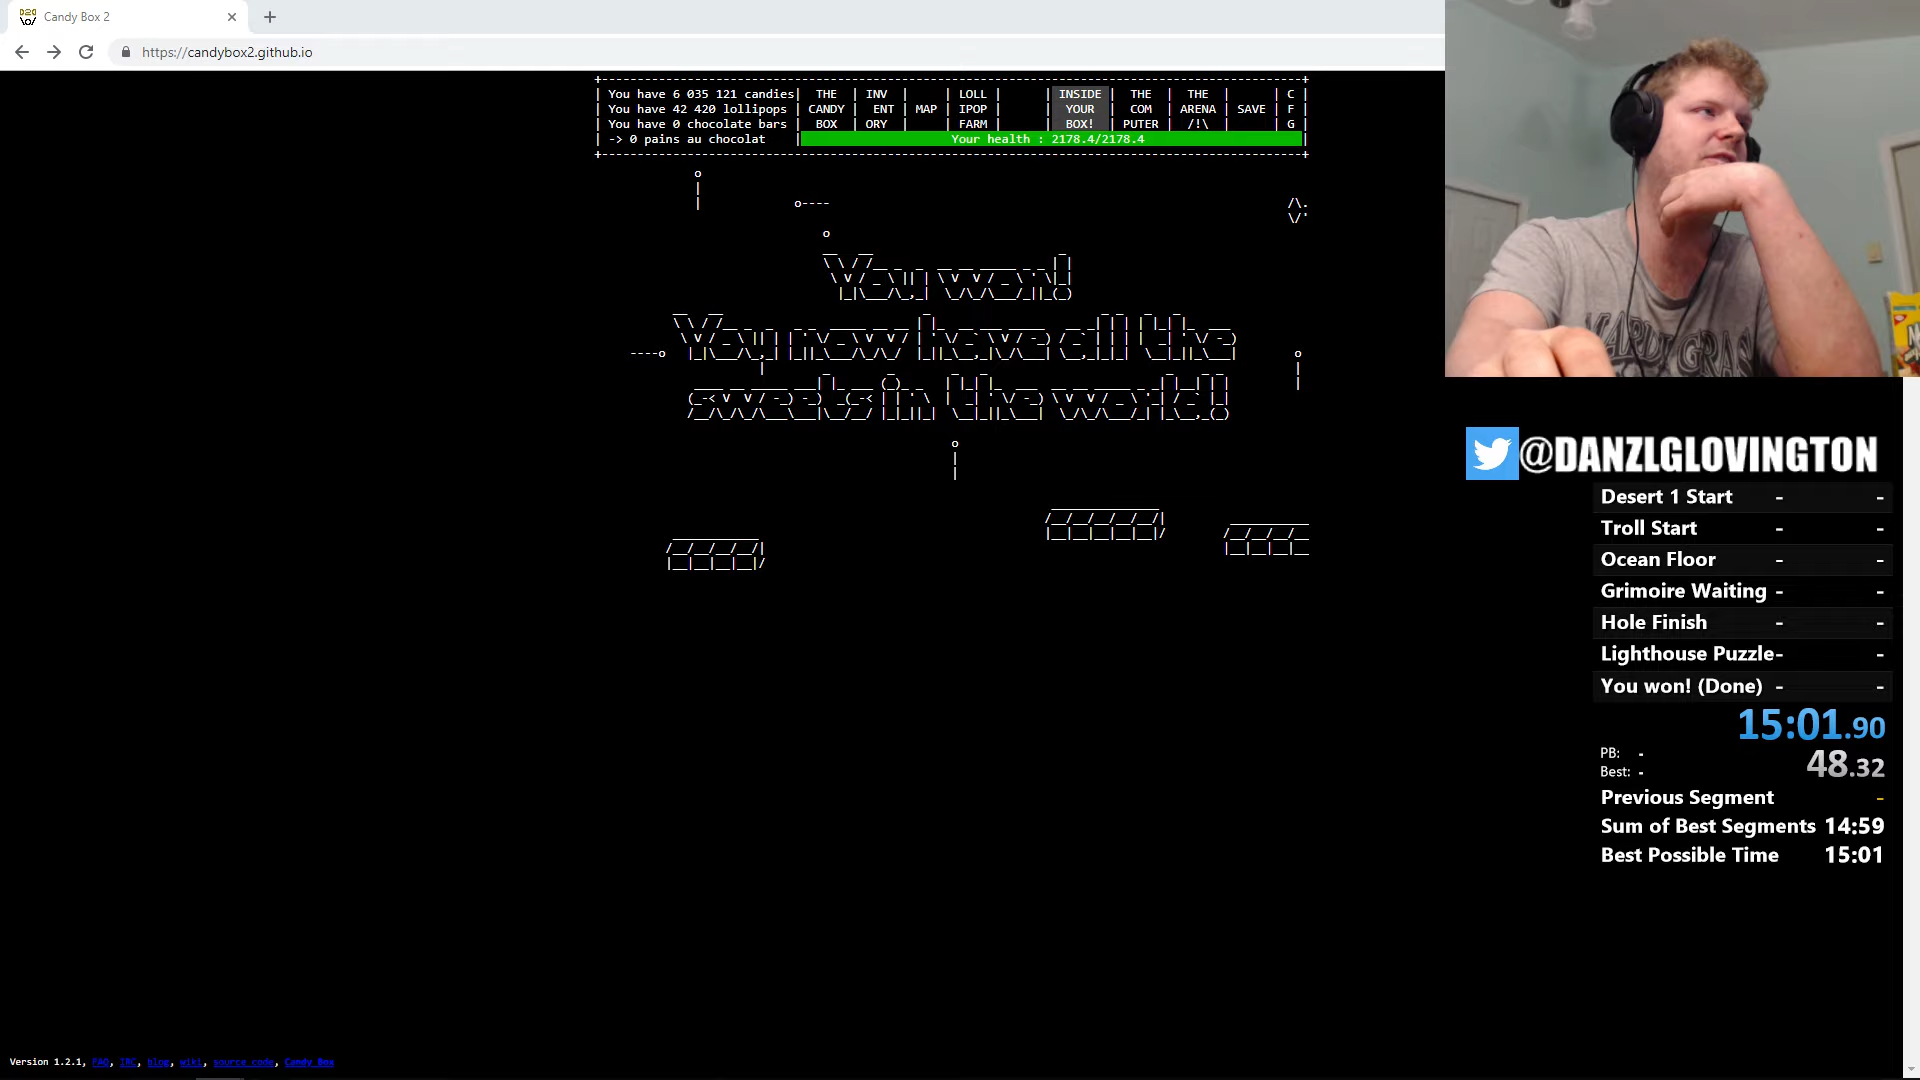 Candy Box 2
https://candybox2.github.io
You have 6 035 121 candies
You have 42 420 lollipops
You have 0 chocolate bars
-> 0 pains au chocolat
THE CANDY BOX
INV ENT ORY
MAP
LOLL IPOP FARM
INSIDE YOUR BOX!
THE COM PUTER
THE ARENA /!\
SAVE
C F G
Your health : 2178.4/2178.4
You won!
You now have all the
sweets in the world!
MARDI GRAS
@DANZLGLOVINGTON
Desert 1 Start - -
Troll Start - -
Ocean Floor - -
Grimoire Waiting - -
Hole Finish - -
Lighthouse Puzzle - -
You won! (Done) - -
15:01.90
PB: -
Best: -
48.32
Previous Segment -
Sum of Best Segments 14:59
Best Possible Time 15:01
Version 1.2.1, FAQ, IRC, blog, wiki, source code, Candy Box